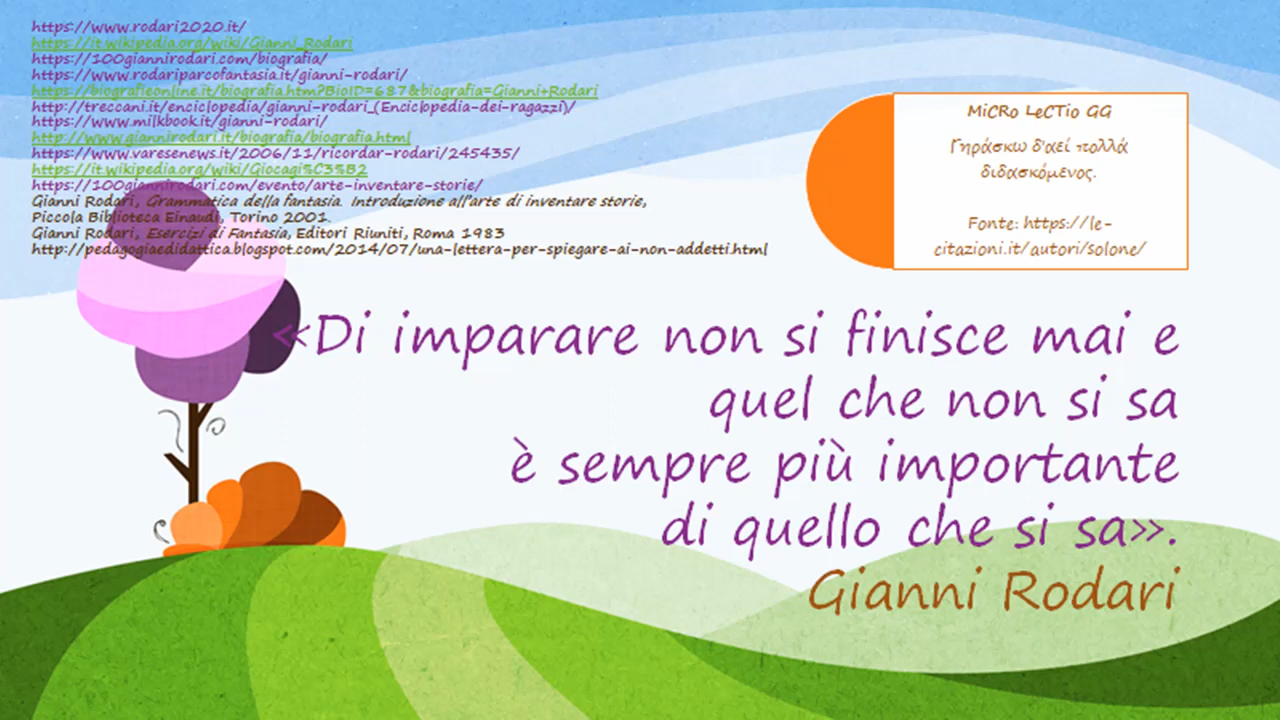 https://www.rodari2020.it/
https://it.wikipedia.org/wiki/Gianni_Rodari
https://100giannirodari.com/biografia/
https://www.rodariparcofantasia.it/gianni-rodari/
https://biografieonline.it/biografia.htm?BioID=687&biografia=Gianni+Rodari
http://treccani.it/enciclopedia/gianni-rodari_(Enciclopedia-dei-ragazzi)/
https://www.milkbook.it/gianni-rodari/
http://www.giannirodari.it/biografia/biografia.html
https://www.varesenews.it/2006/11/ricordar-rodari/245435/
https://it.wikipedia.org/wiki/Giocagi%C3%B2
https://100giannirodari.com/evento/arte-inventare-storie/
Gianni Rodari, Grammatica della fantasia. Introduzione all'arte di inventare storie,
Piccola Biblioteca Einaudi, Torino 2001.
Gianni Rodari, Esercizi di Fantasia, Editori Riuniti, Roma 1983
http://pedagogiaedidattica.blogspot.com/2014/07/una-lettera-per-spiegare-ai-non-addetti.html
MiCRo LeCTio GG
Γηράσκω δ'αεί πολλά
διδασκόμενος.
Fonte: https://le-
citazioni.it/autori/solone/
«Di imparare non si finisce mai e
quel che non si sa
è sempre più importante
di quello che si sa».
Gianni Rodari